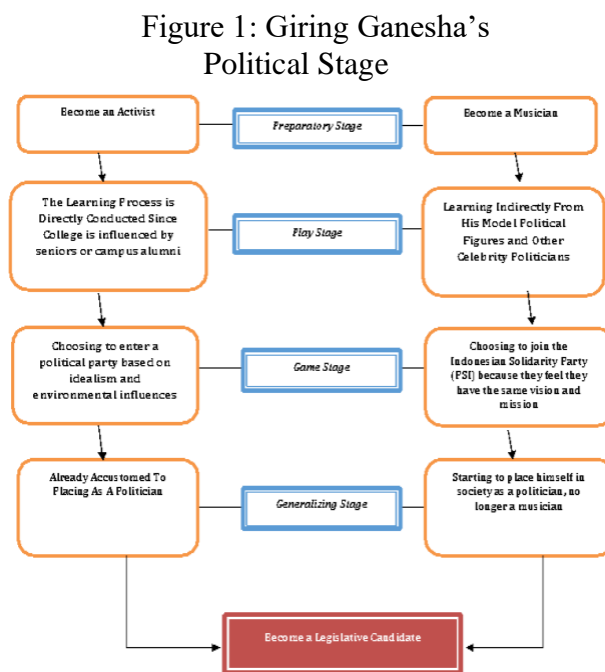 Figure 1: Giring Ganesha's
Political Stage
Become an Activist
Preparatory Stage
Become a Musician
The Learning Process is
Directly Conducted Since
College is influenced by
seniors or campus alumni
Play Stage
Learning Indirectly From
His Model Political
Figures and Other
Celebrity Politicians
Choosing to enter a
political party based on
idealism and
environmental influences
Game Stage
Choosing to join the
Indonesian Solidarity Party
(PSI) because they feel they
have the same vision and
mission
Already Accustomed To
Placing As A Politician
Generalizing Stage
Starting to place himself in
society as a politician, no
longer a musician
Become a Legislative Candidate